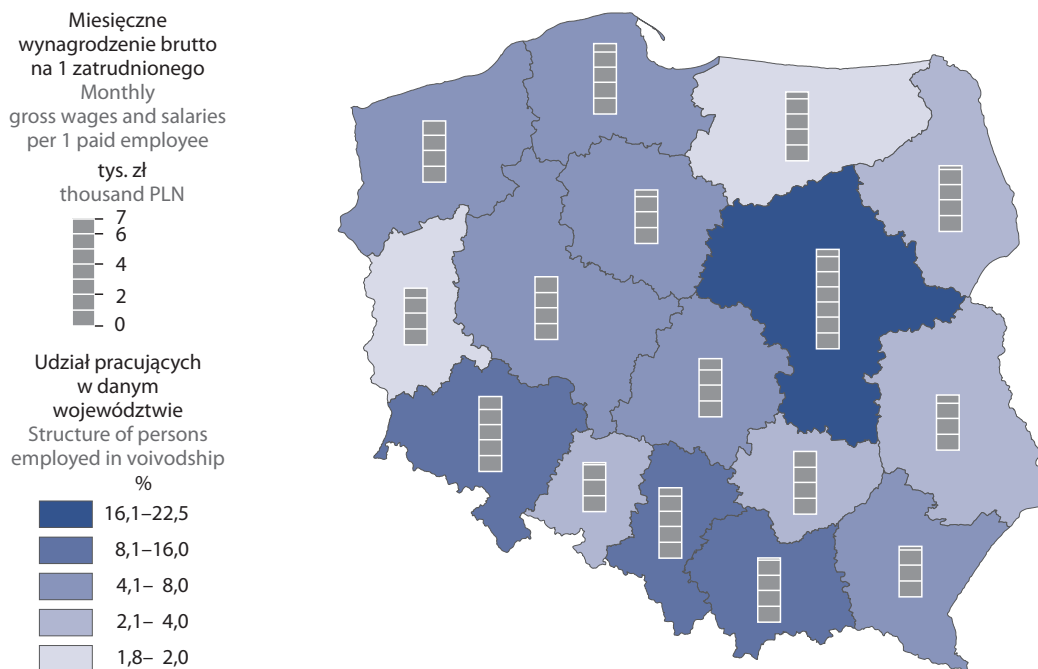 Miesięczne
wynagrodzenie brutto
na 1 zatrudnionego
Monthly
gross wages and salaries
per 1 paid employee
tys. zł
thousand PLN
7
6
4
2
0
Udział pracujących
w danym
województwie
Structure of persons
employed in voivodship
%
16,1–22,5
8,1–16,0
4,1– 8,0
2,1– 4,0
1,8– 2,0